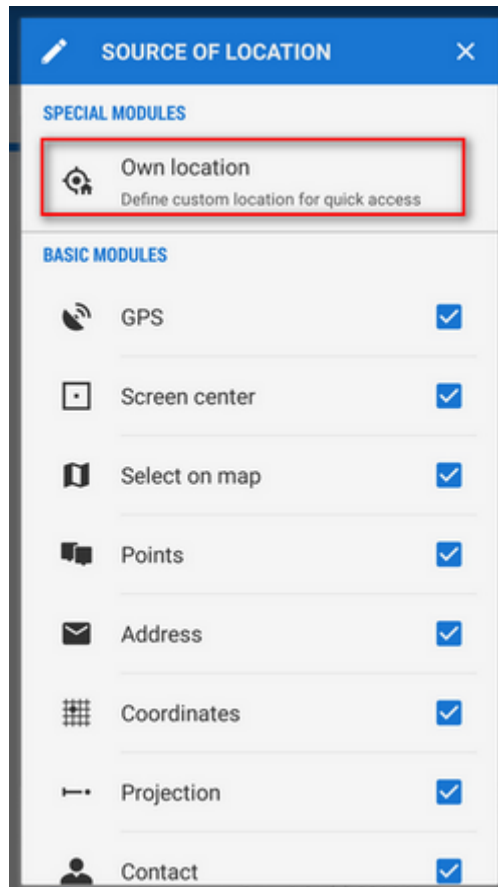 SOURCE OF LOCATION
SPECIAL MODULES
Own location
Define custom location for quick access
BASIC MODULES
GPS
Screen center
Select on map
Points
Address
Coordinates
Projection
Contact